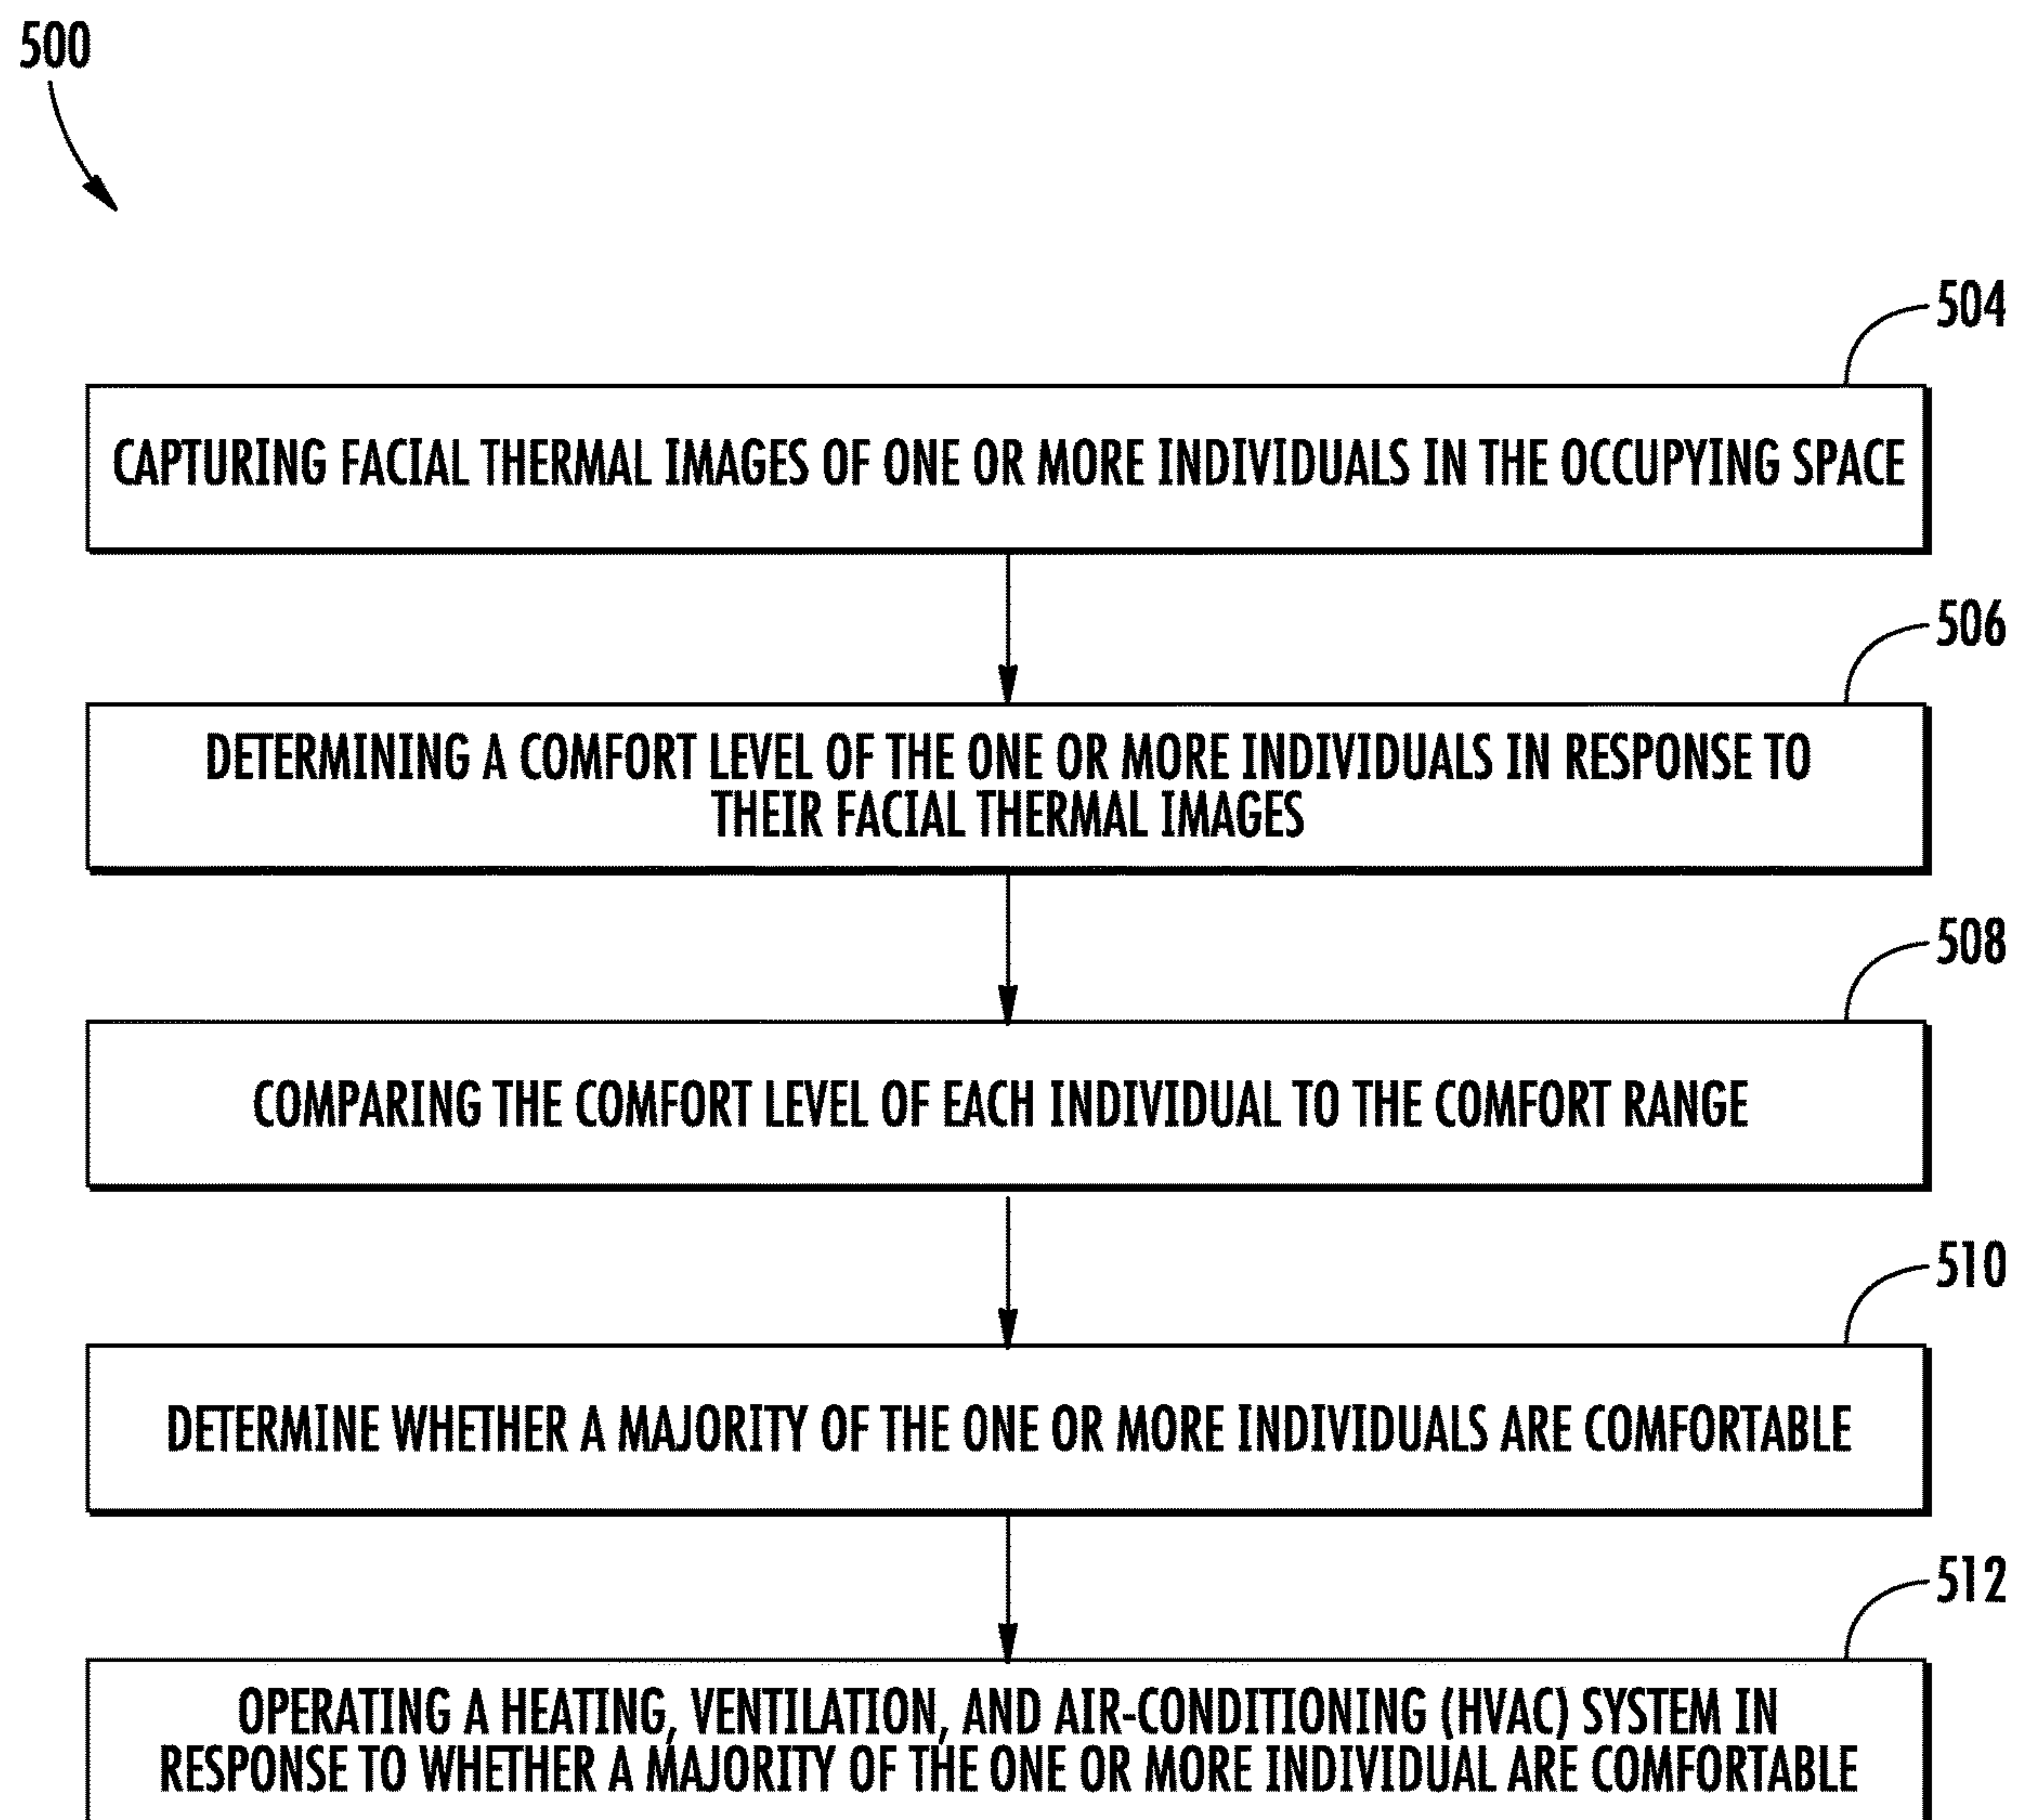 500
504
CAPTURING FACIAL THERMAL IMAGES OF ONE OR MORE INDIVIDUALS IN THE OCCUPYING SPACE
506
DETERMINING A COMFORT LEVEL OF THE ONE OR MORE INDIVIDUALS IN RESPONSE TO
THEIR FACIAL THERMAL IMAGES
508
COMPARING THE COMFORT LEVEL OF EACH INDIVIDUAL TO THE COMFORT RANGE
510
DETERMINE WHETHER A MAJORITY OF THE ONE OR MORE INDIVIDUALS ARE COMFORTABLE
512
OPERATING A HEATING, VENTILATION, AND AIR-CONDITIONING (HVAC) SYSTEM IN
RESPONSE TO WHETHER A MAJORITY OF THE ONE OR MORE INDIVIDUAL ARE COMFORTABLE